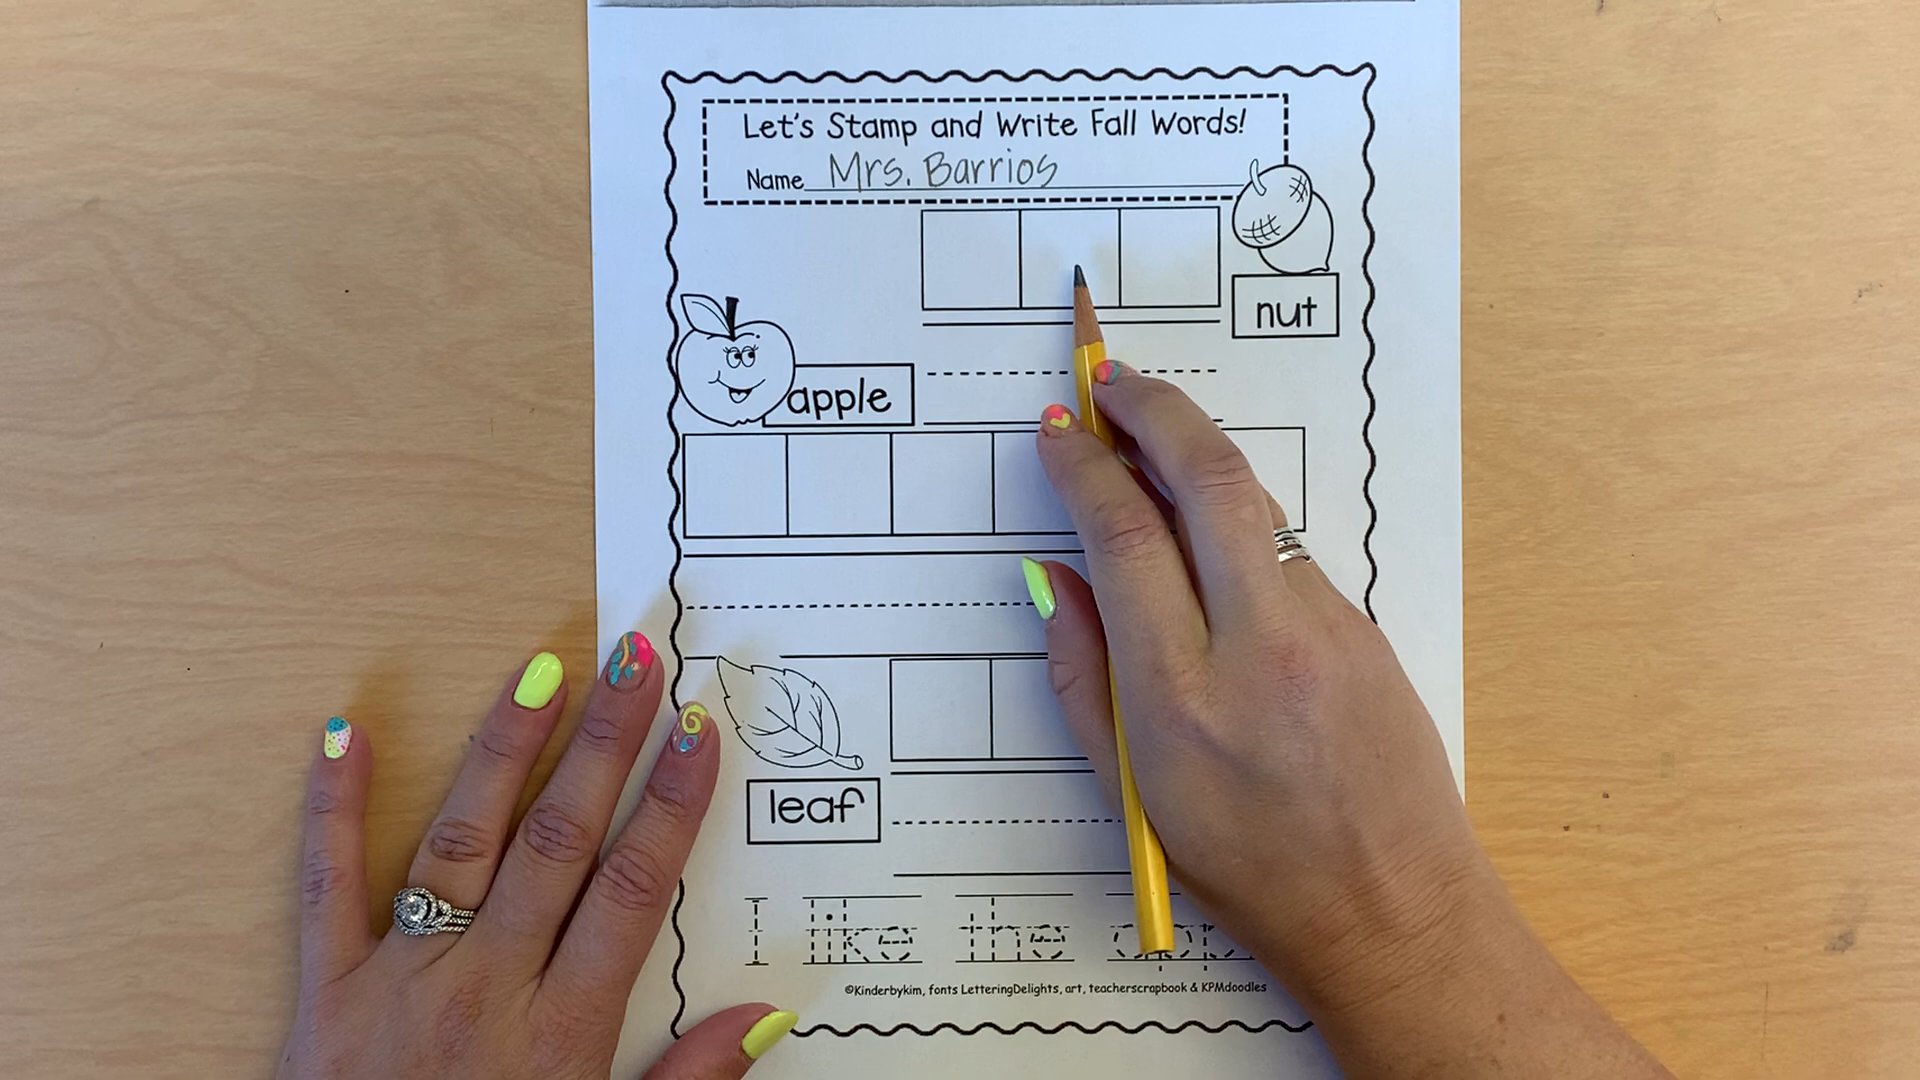 Let's Stamp and Write Fall Words!
Name Mrs. Barrios
nut
apple
leaf
I like the
©Kinderbykim, fonts LetteringDelights, art, teacherscrapbook & KPMdoodles